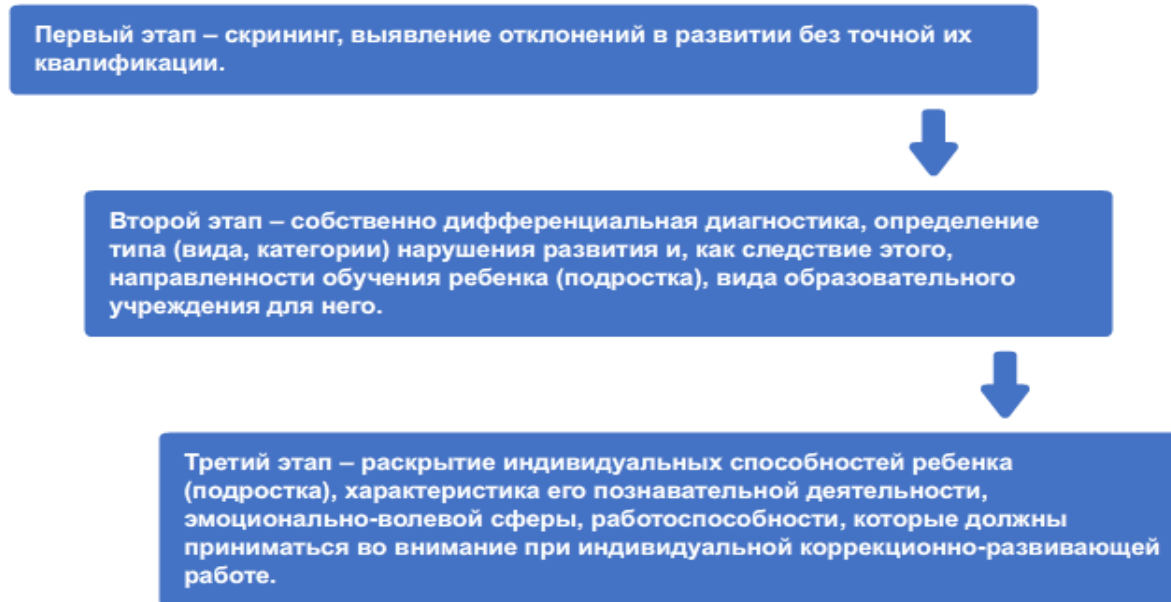 Первый этап – скрининг, выявление отклонений в развитии без точной их
квалификации.
Второй этап – собственно дифференциальная диагностика, определение
типа (вида, категории) нарушения развития и, как следствие этого,
направленности обучения ребенка (подростка), вида образовательного
учреждения для него.
Третий этап – раскрытие индивидуальных способностей ребенка
(подростка), характеристика его познавательной деятельности,
эмоционально-волевой сферы, работоспособности, которые должны
приниматься во внимание при индивидуальной коррекционно-развивающей
работе.